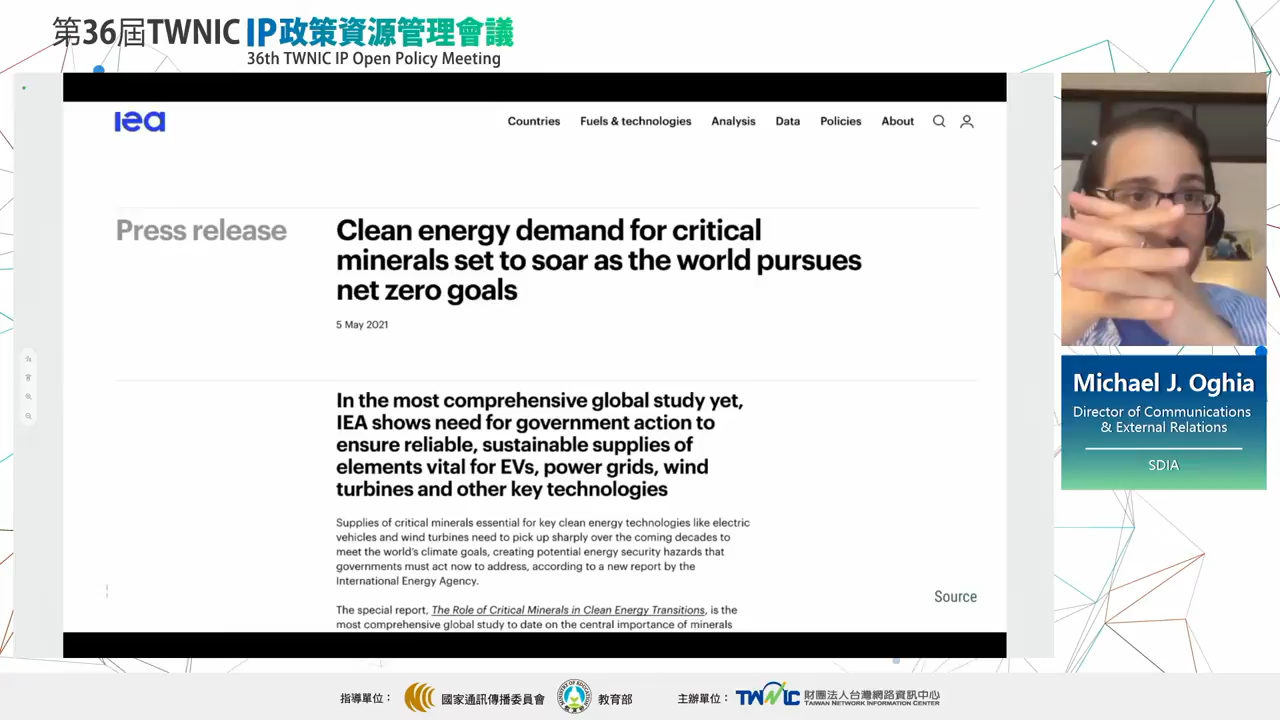 第36屆TWNIC IP政策資源管理會議
36th TWNIC IP Open Policy Meeting
iea
Countries Fuels & technologies Analysis Data Policies About
Press release
Clean energy demand for critical
minerals set to soar as the world pursues
net zero goals
5 May 2021
In the most comprehensive global study yet,
IEA shows need for government action to
ensure reliable, sustainable supplies of
elements vital for EVs, power grids, wind
turbines and other key technologies
Supplies of critical minerals essential for key clean energy technologies like electric
vehicles and wind turbines need to pick up sharply over the coming decades to
meet the world's climate goals, creating potential energy security hazards that
governments must act now to address, according to a new report by the
International Energy Agency.
The special report, The Role of Critical Minerals in Clean Energy Transitions, is the
most comprehensive global study to date on the central importance of minerals
Source
Michael J. Oghia
Director of Communications
& External Relations
SDIA
指導單位： 國家通訊傳播委員會 教育部 主辦單位： TWNIC 財團法人台灣網路資訊中心
TAIWAN NETWORK INFORMATION CENTER